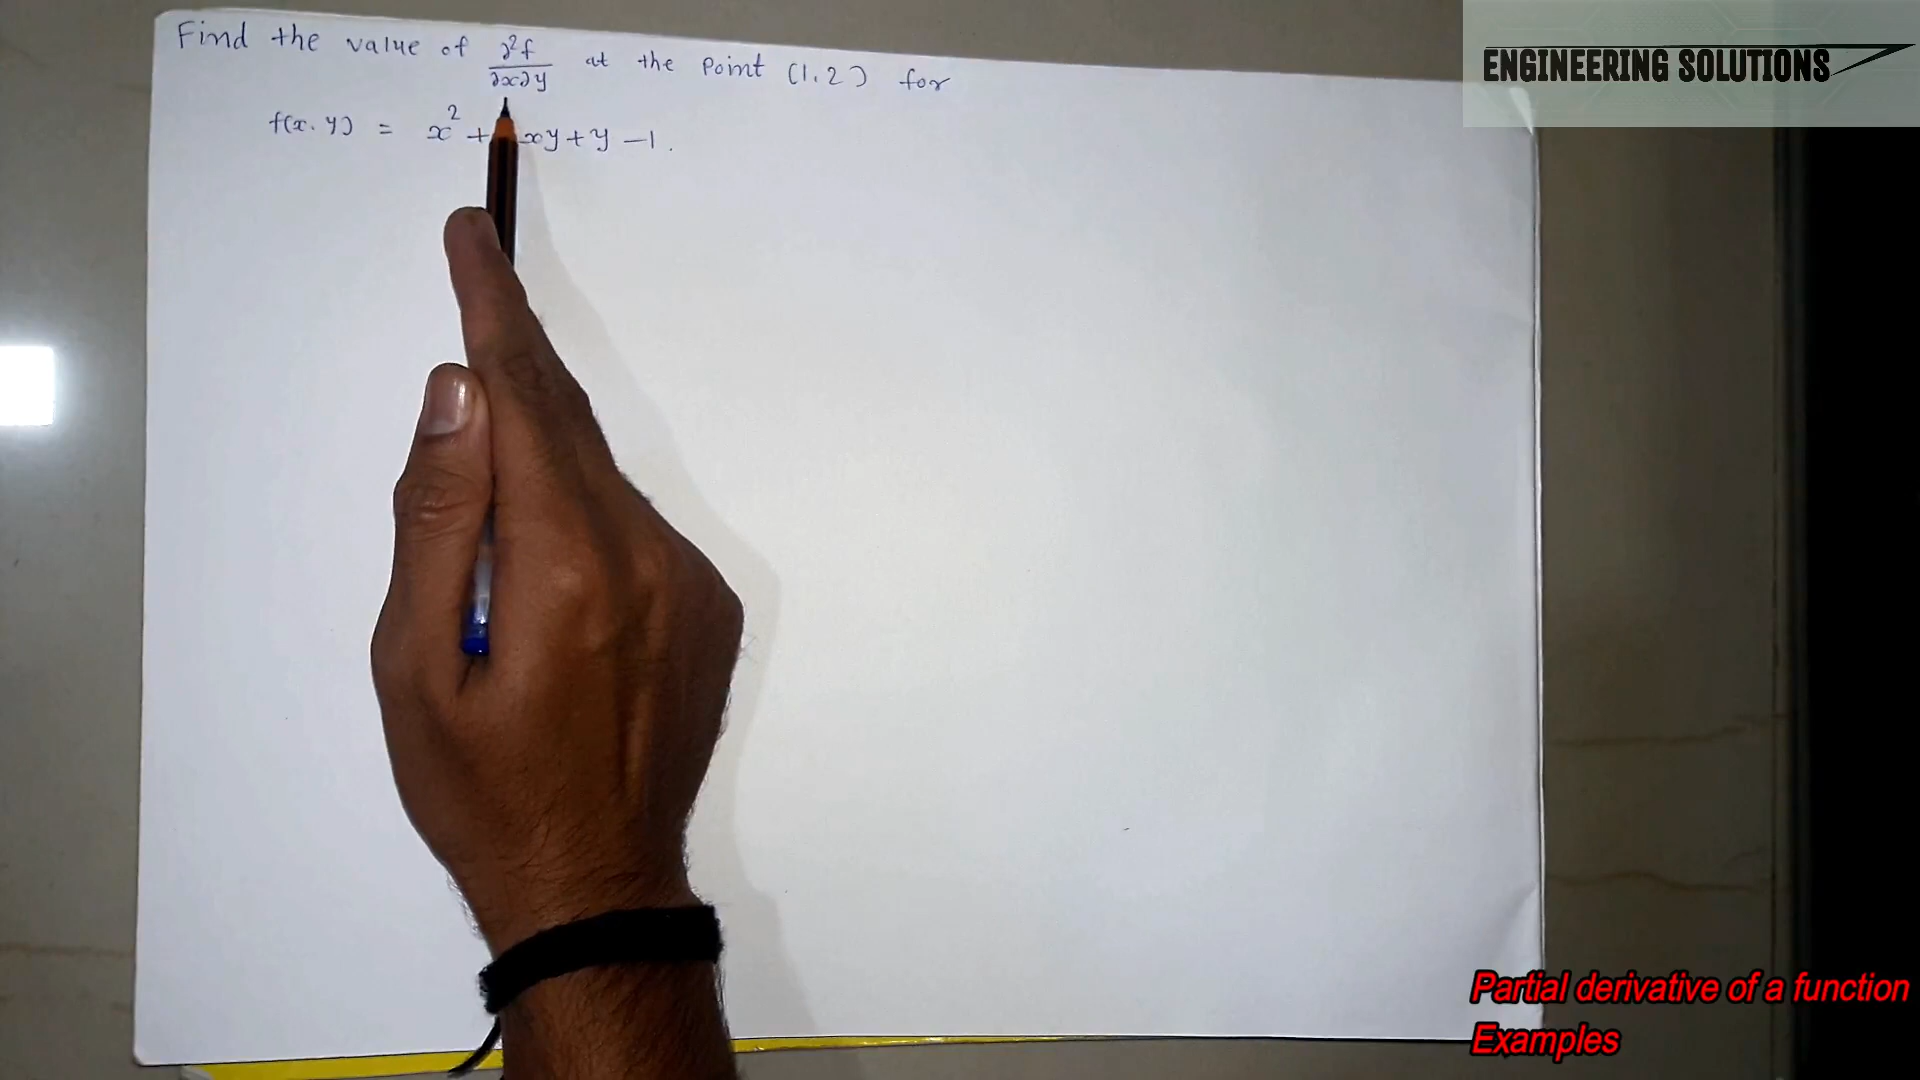 Find the value of ∂²f/∂x∂y at the point (1,2) for
f(x,y) = x² + xy + y - 1.
ENGINEERING SOLUTIONS
Partial derivative of a function
Examples